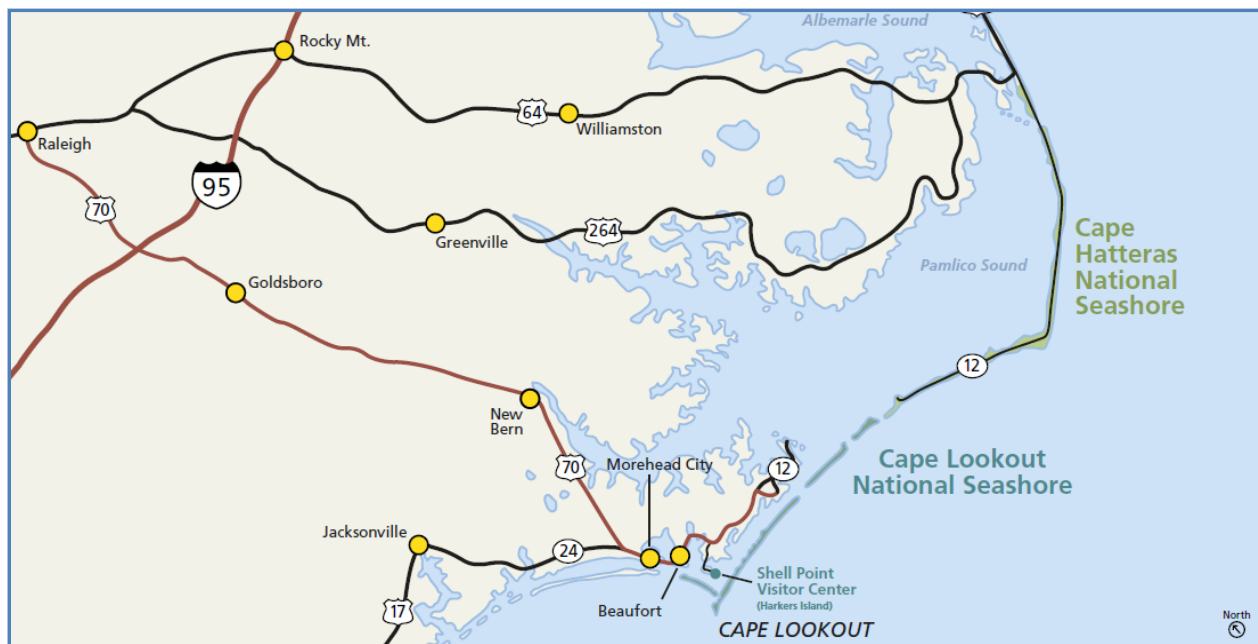 Albemarle Sound
Rocky Mt.
64
Williamston
Raleigh
95
70
264
Greenville
Cape
Hatteras
National
Seashore
Pamlico Sound
Goldsboro
12
New
Bern
Cape Lookout
National Seashore
70
Morehead City
12
Jacksonville
24
Shell Point
Visitor Center
(Harkers Island)
17
Beaufort
CAPE LOOKOUT
North